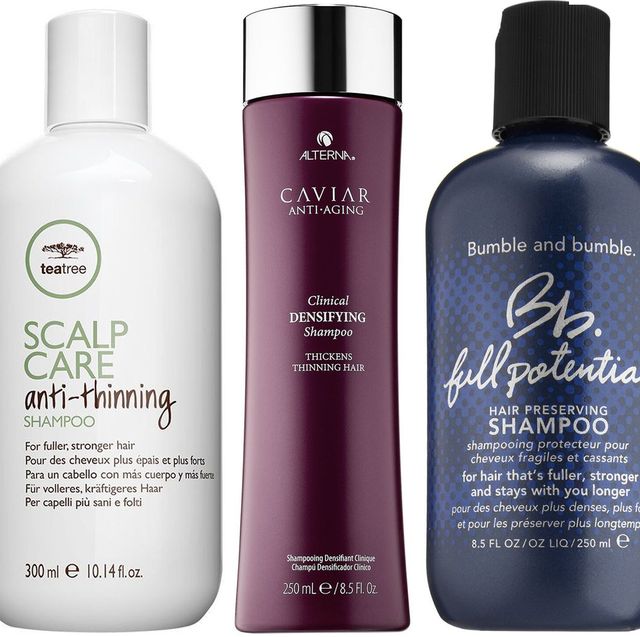 teatree
SCALP
CARE
anti-thinning
SHAMPOO
For fuller, stronger hair
Pour des cheveux plus épais et plus forts
Para un cabello con más cuerpo y más fuerte
Für volleres, kräftigeres Haar
Per capelli più sani e folti
300 ml e 10.14 fl.oz.
ALTERNA®
CAVIAR
ANTI·AGING
Clinical
DENSIFYING
Shampoo
THICKENS
THINNING HAIR
Shampooing Densifiant Clinique
Champú Densificador Clínico
250 mL e / 8.5 Fl. Oz.
Bumble and bumble.
Bb.
full potentia
HAIR PRESERVING
SHAMPOO
shampooing protecteur pour
cheveux fragiles et cassants
for hair that's fuller, stronger
and stays with you longer
pour des cheveux plus denses, plus fo
et pour les préserver plus longtemp
8.5 FL OZ/OZ LIQ/250 ml e